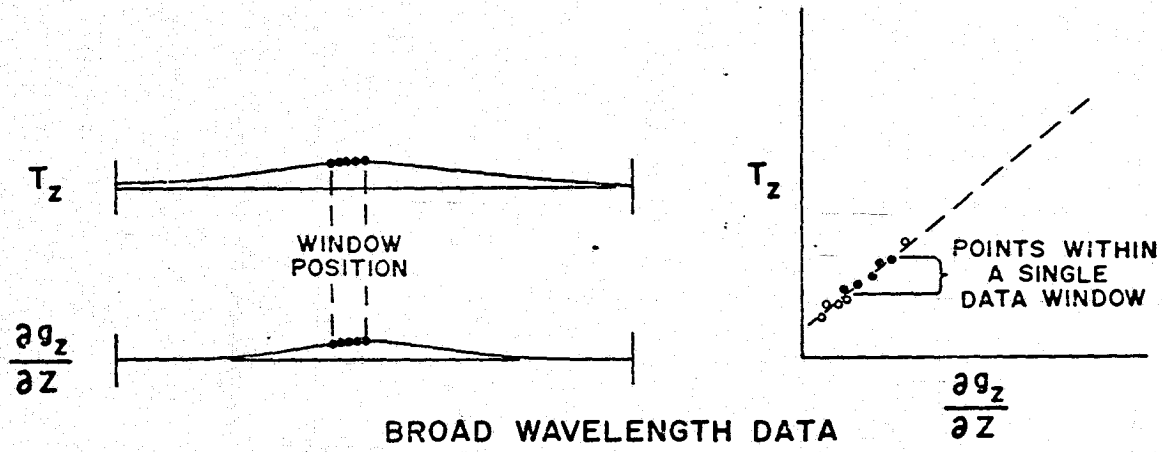 T_z
WINDOW
POSITION
∂g_z
∂z
T_z
POINTS WITHIN
A SINGLE
DATA WINDOW
∂g_z
∂z
BROAD WAVELENGTH DATA